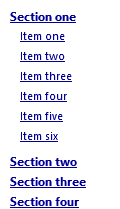 Section one
Item one
Item two
Item three
Item four
Item five
Item six
Section two
Section three
Section four